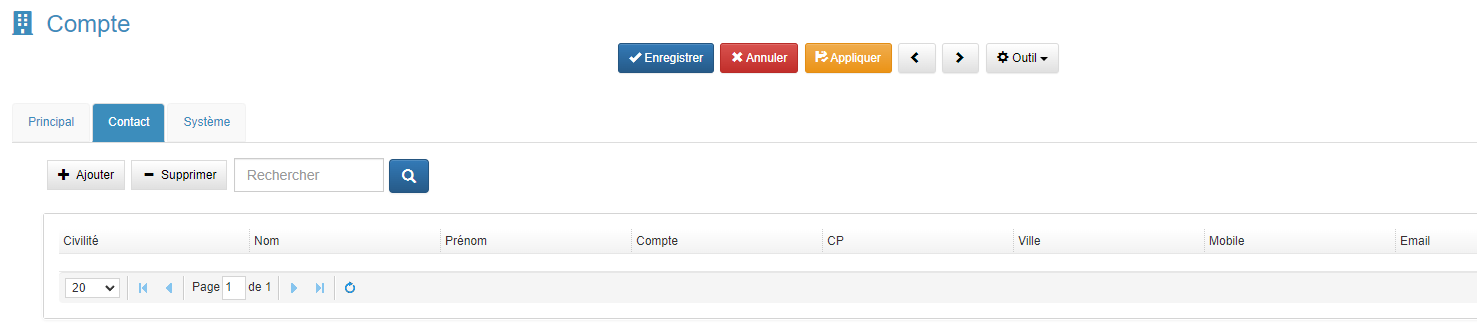 Compte
Enregistrer Annuler Appliquer Outil
Principal Contact Système
Ajouter Supprimer Rechercher
Civilité Nom Prénom Compte CP Ville Mobile Email
20 Page 1 de 1